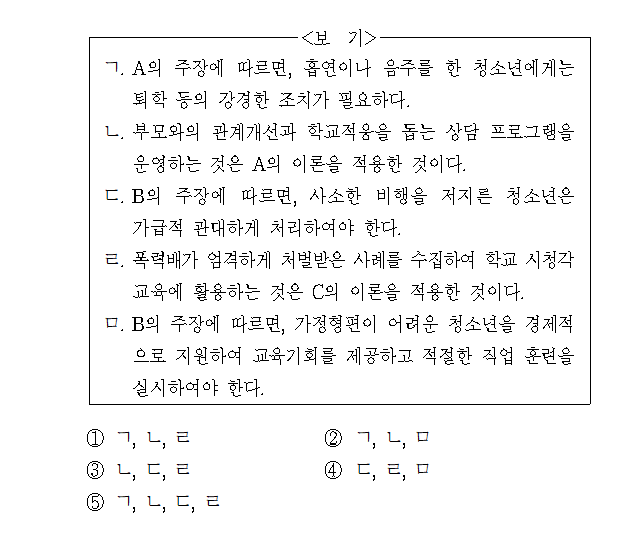 <보 기>
ㄱ. A의 주장에 따르면, 흡연이나 음주를 한 청소년에게는
퇴학 등의 강경한 조치가 필요하다.
ㄴ. 부모와의 관계개선과 학교적응을 돕는 상담 프로그램을
운영하는 것은 A의 이론을 적용한 것이다.
ㄷ. B의 주장에 따르면, 사소한 비행을 저지른 청소년은
가급적 관대하게 처리하여야 한다.
ㄹ. 폭력배가 엄격하게 처벌받은 사례를 수집하여 학교 시청각
교육에 활용하는 것은 C의 이론을 적용한 것이다.
ㅁ. B의 주장에 따르면, 가정형편이 어려운 청소년을 경제적
으로 지원하여 교육기회를 제공하고 적절한 직업 훈련을
실시하여야 한다.
① ㄱ, ㄴ, ㄹ ② ㄱ, ㄴ, ㅁ
③ ㄴ, ㄷ, ㄹ ④ ㄷ, ㄹ, ㅁ
⑤ ㄱ, ㄴ, ㄷ, ㄹ